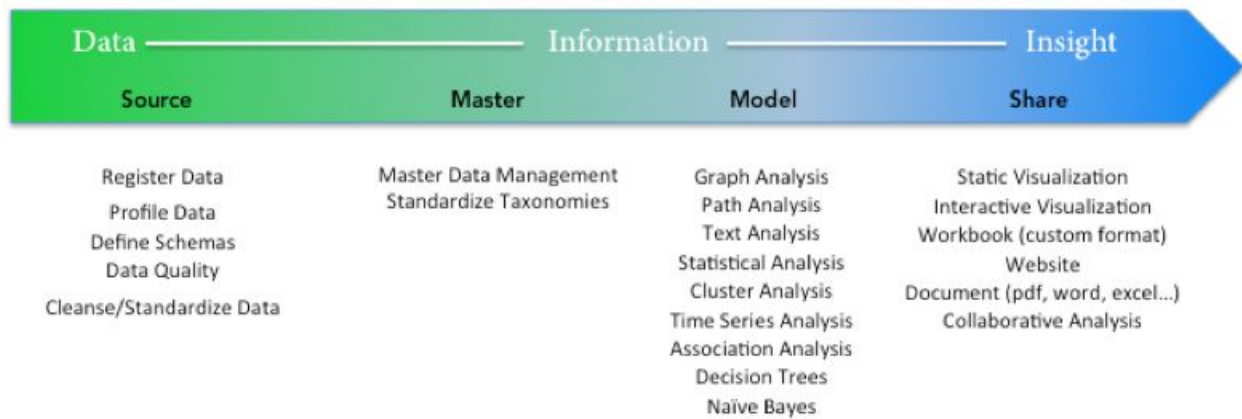 Data Information Insight
Source Master Model Share
Register Data
Profile Data
Define Schemas
Data Quality
Cleanse/Standardize Data
Master Data Management
Standardize Taxonomies
Graph Analysis
Path Analysis
Text Analysis
Statistical Analysis
Cluster Analysis
Time Series Analysis
Association Analysis
Decision Trees
Naïve Bayes
Static Visualization
Interactive Visualization
Workbook (custom format)
Website
Document (pdf, word, excel...)
Collaborative Analysis